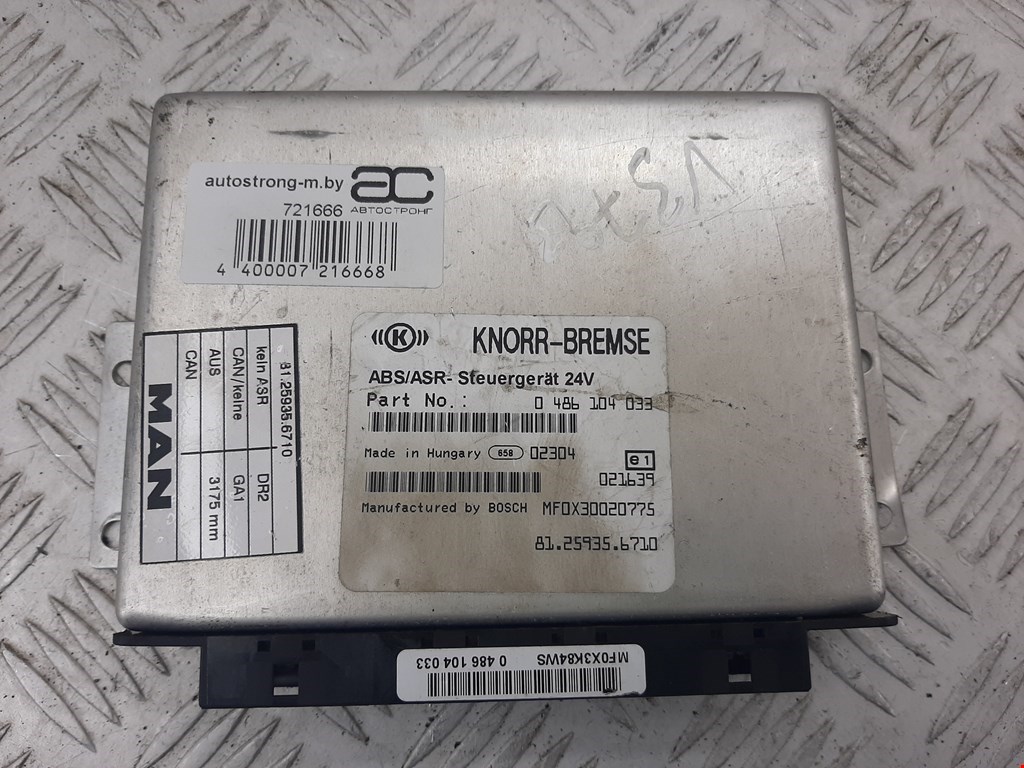 autostrong-m.by
ac
721666 АВТОСТРОНГ
4 400007 216668
((K)) KNORR-BREMSE
ABS/ASR- Steuergerät 24V
Part No.: 0 486 104 033
Made in Hungary 658 02304
e1
021639
Manufactured by BOSCH MF0X30020775
81.25935.6710
81.25935.6710
kein ASR DR2
CAN/keine GA1
AUS 3175 mm
CAN
MAN
MF0X3K84WS
0 486 104 033